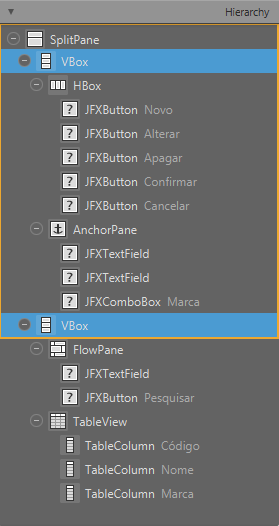 Hierarchy
SplitPane
VBox
HBox
JFXButton Novo
JFXButton Alterar
JFXButton Apagar
JFXButton Confirmar
JFXButton Cancelar
AnchorPane
JFXTextField
JFXTextField
JFXComboBox Marca
VBox
FlowPane
JFXTextField
JFXButton Pesquisar
TableView
TableColumn Código
TableColumn Nome
TableColumn Marca